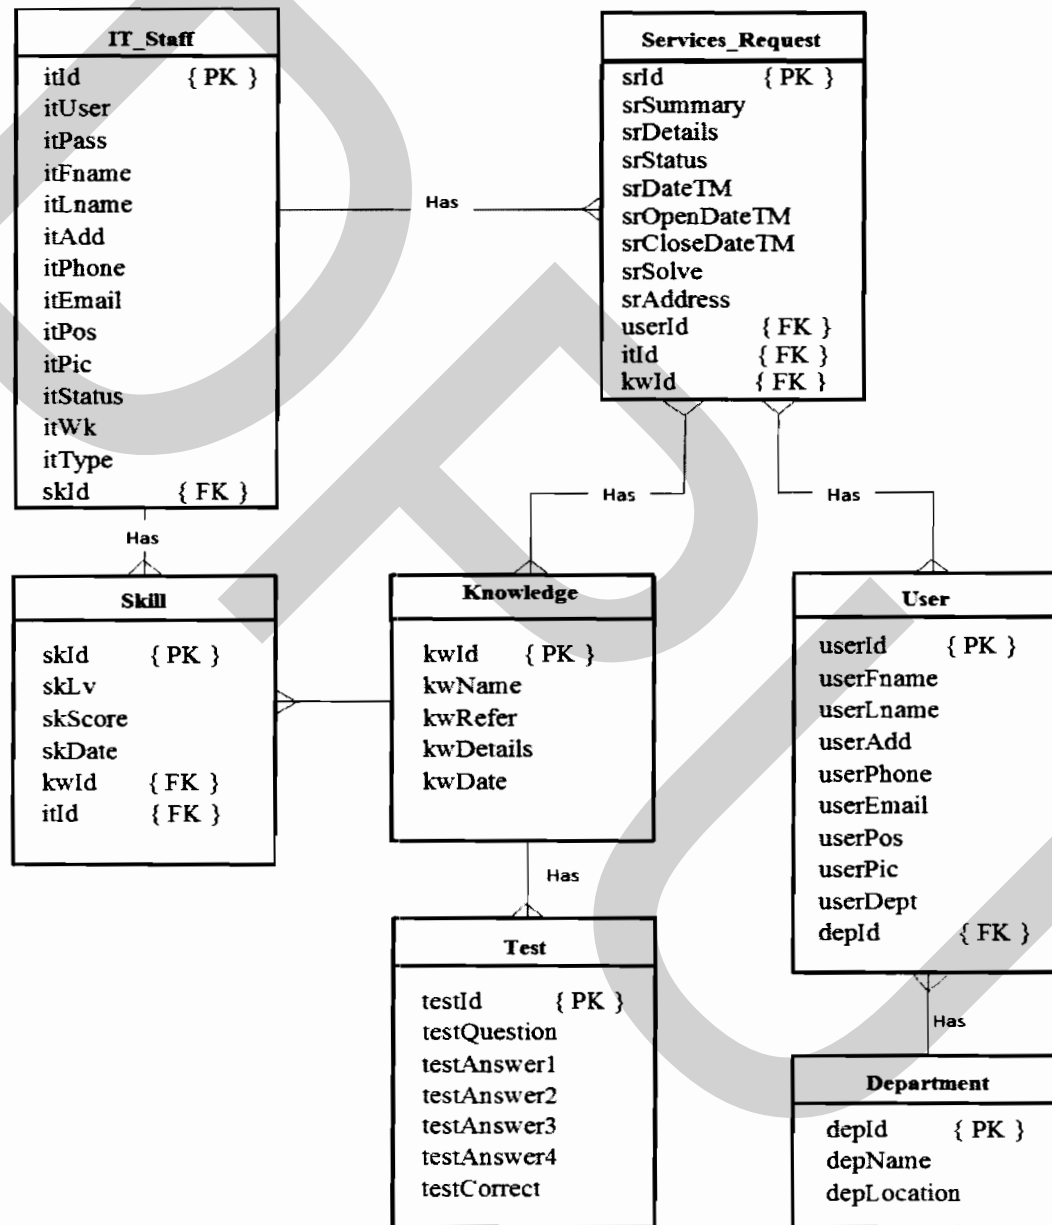 IT_Staff
itId { PK }
itUser
itPass
itFname
itLname
itAdd
itPhone
itEmail
itPos
itPic
itStatus
itWk
itType
skId { FK }
Has
Services_Request
srId { PK }
srSummary
srDetails
srStatus
srDateTM
srOpenDateTM
srCloseDateTM
srSolve
srAddress
userId { FK }
itId { FK }
kwId { FK }
Has
Has
Has
Skill
skId { PK }
skLv
skScore
skDate
kwId { FK }
itId { FK }
Knowledge
kwId { PK }
kwName
kwRefer
kwDetails
kwDate
User
userId { PK }
userFname
userLname
userAdd
userPhone
userEmail
userPos
userPic
userDept
depId { FK }
Has
Has
Test
testId { PK }
testQuestion
testAnswer1
testAnswer2
testAnswer3
testAnswer4
testCorrect
Department
depId { PK }
depName
depLocation